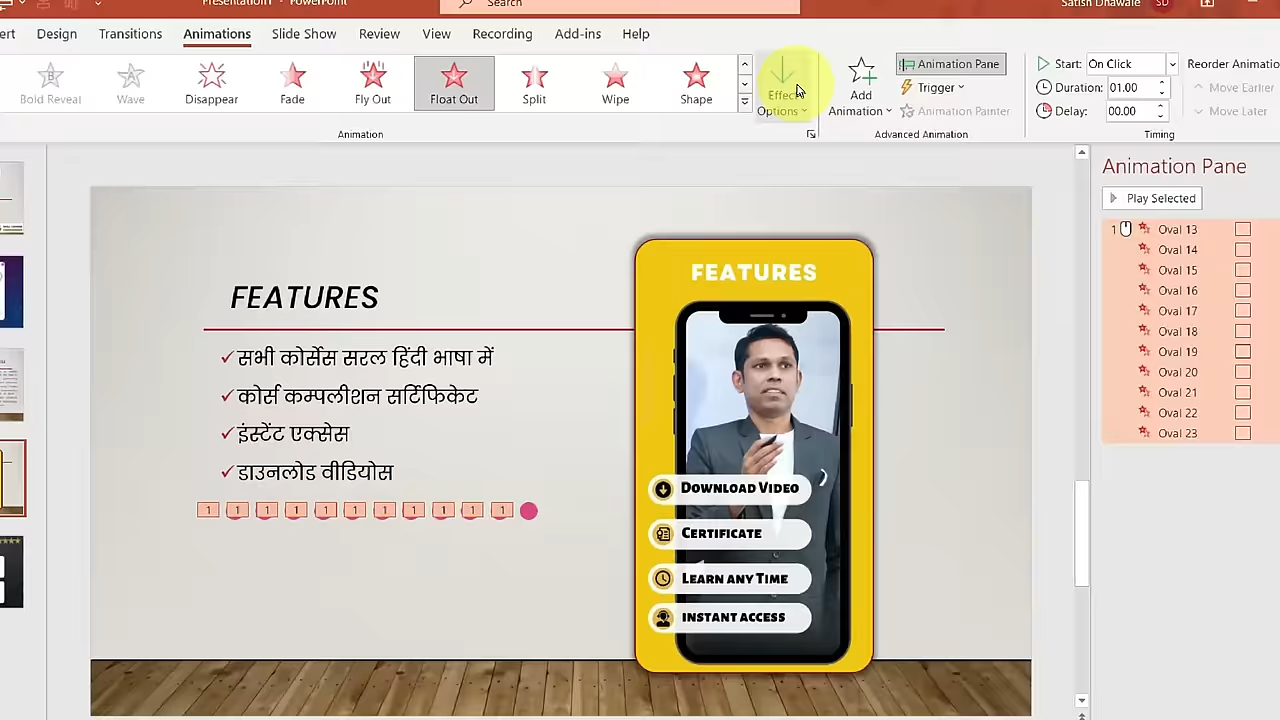 Presentation1 - PowerPoint
Search
Satish Dhawale
SD
Design
Transitions
Animations
Slide Show
Review
View
Recording
Add-ins
Help
Bold Reveal
Wave
Disappear
Fade
Fly Out
Float Out
Split
Wipe
Shape
Animation
Effect
Options
Add
Animation
Animation Pane
Trigger
Animation Painter
Advanced Animation
Start: On Click
Duration: 01.00
Delay: 00.00
Timing
Move Earlier
Move Later
Animation Pane
Play Selected
1 Oval 13
Oval 14
Oval 15
Oval 16
Oval 17
Oval 18
Oval 19
Oval 20
Oval 21
Oval 22
Oval 23
FEATURES
सभी कोर्सेस सरल हिंदी भाषा में
कोर्स कम्पलीशन सर्टिफिकेट
इंस्टेंट एक्सेस
डाउनलोड वीडियोस
1 1 1 1 1 1 1 1 1 1 1
FEATURES
DOWNLOAD VIDEO
CERTIFICATE
LEARN ANY TIME
INSTANT ACCESS